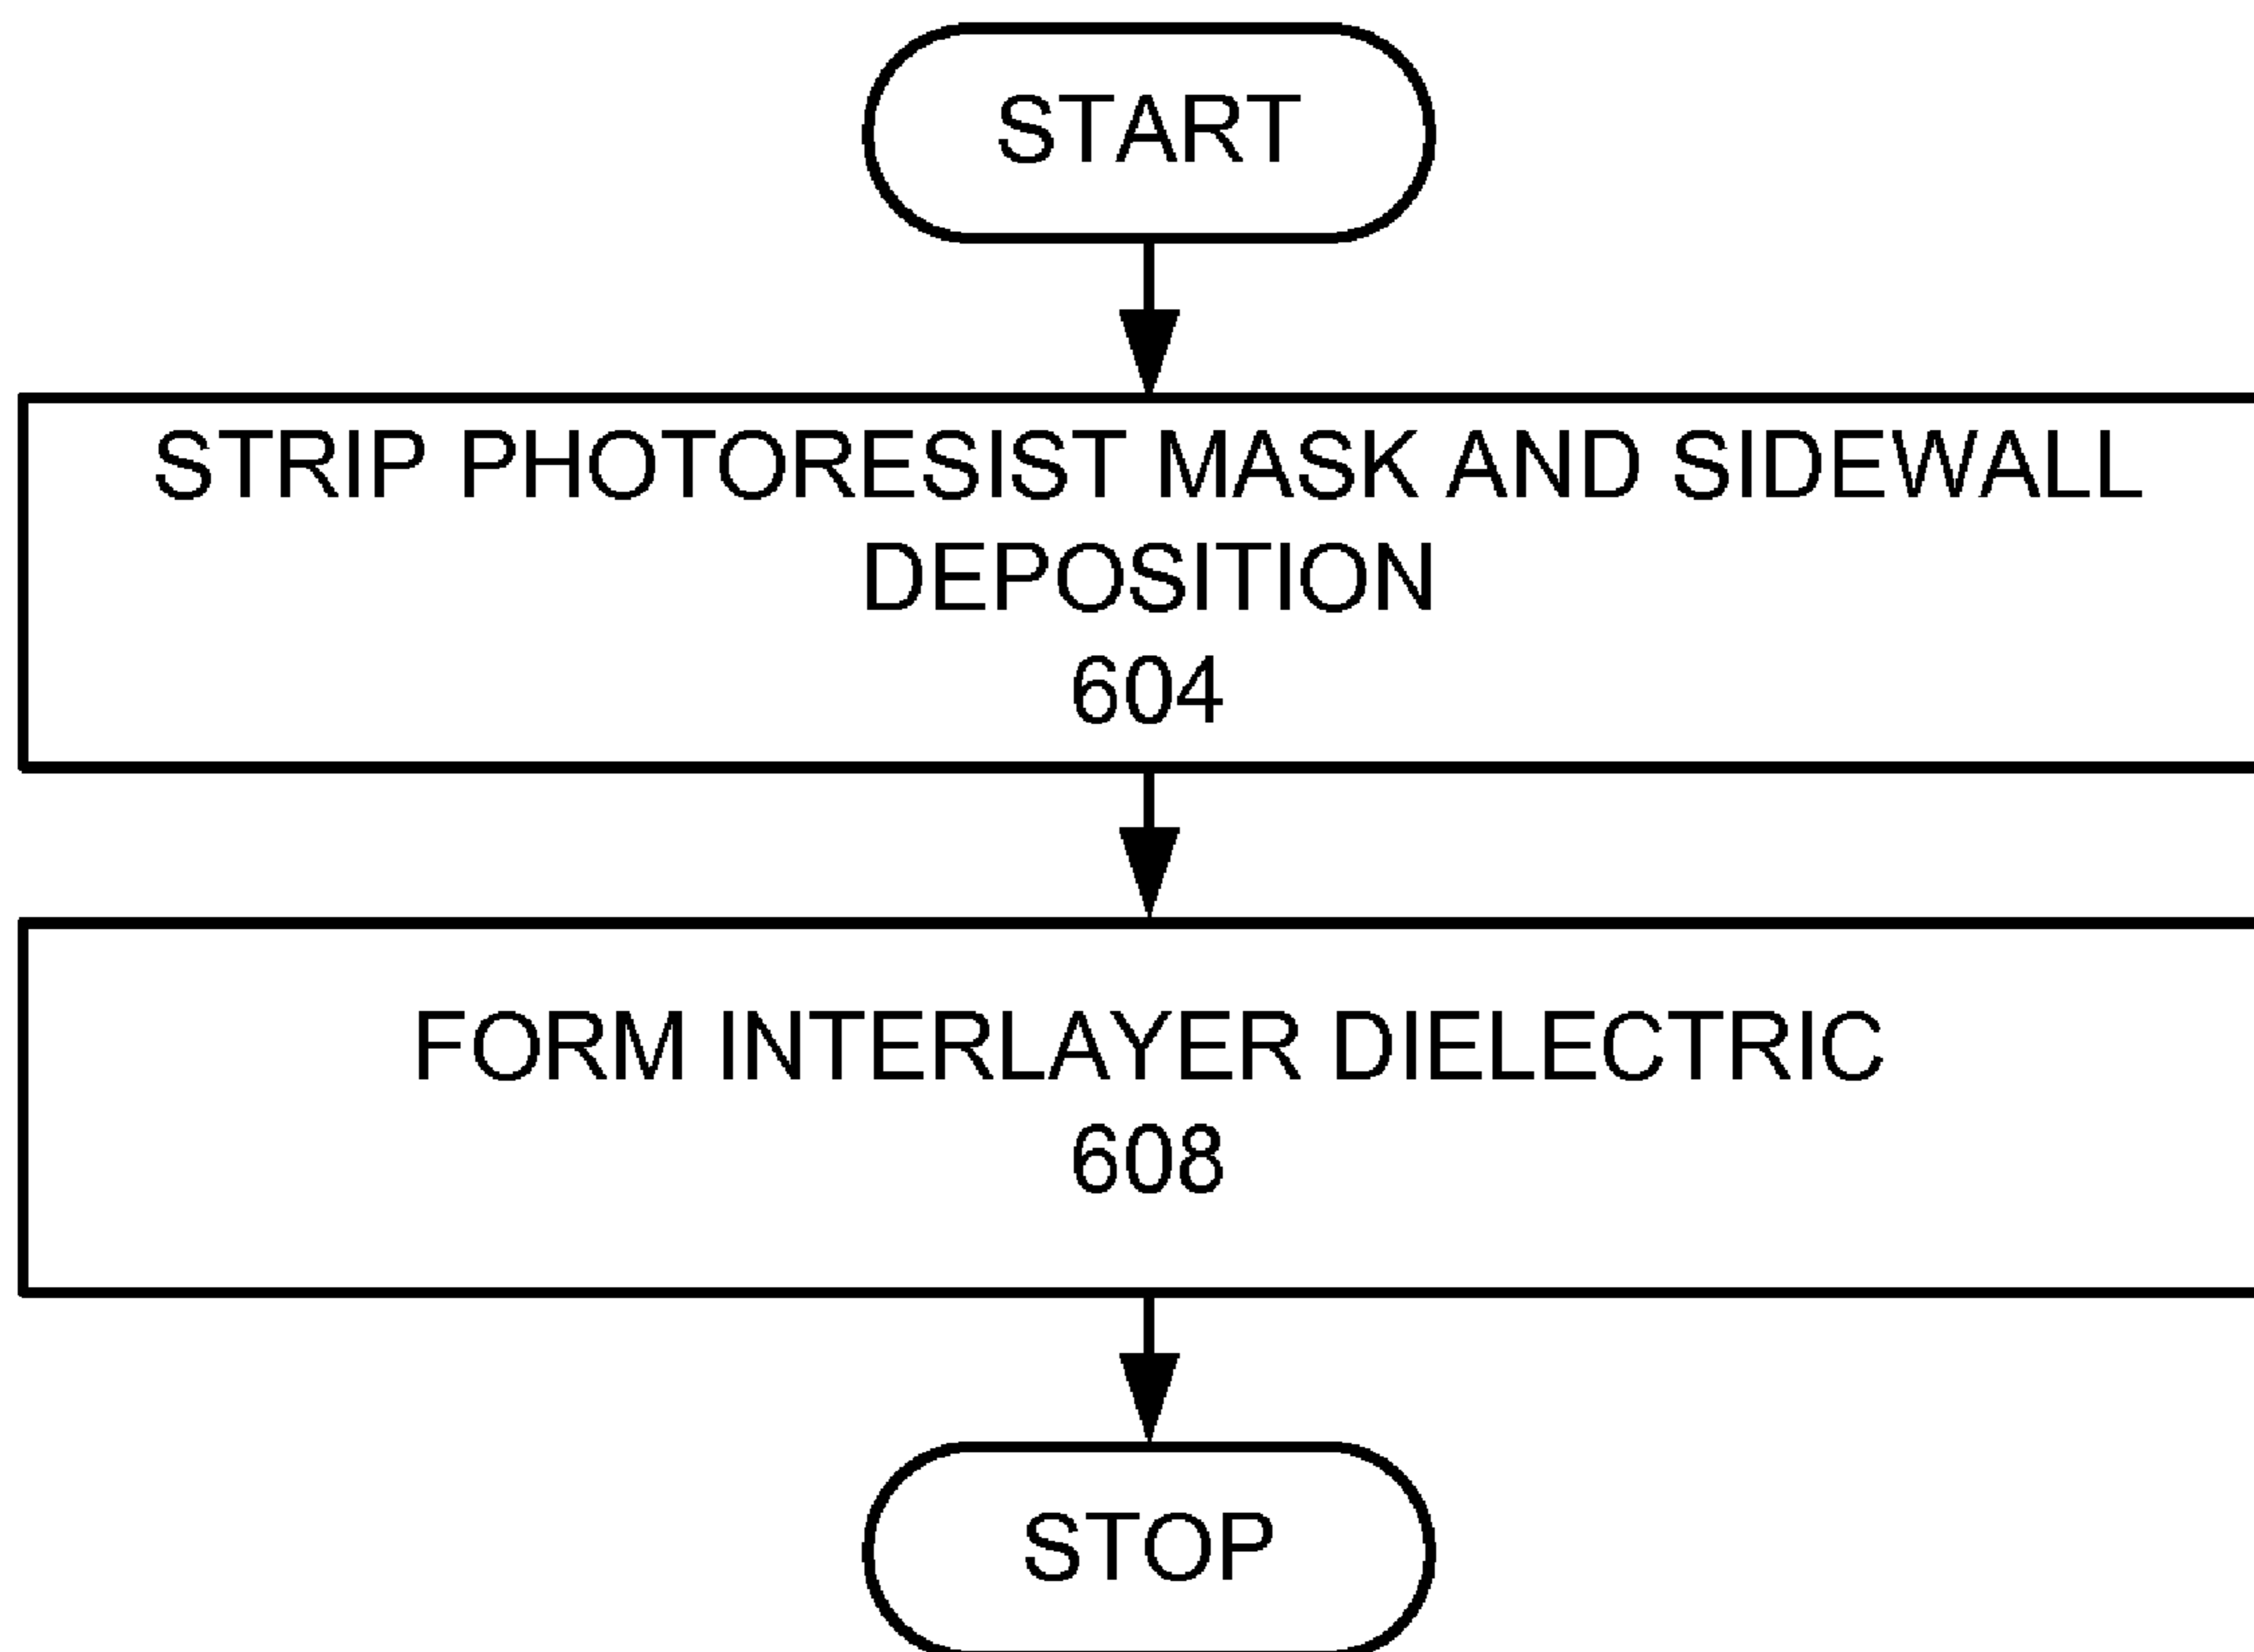 START
STRIP PHOTORESIST MASK AND SIDEWALL
DEPOSITION
604
FORM INTERLAYER DIELECTRIC
608
STOP